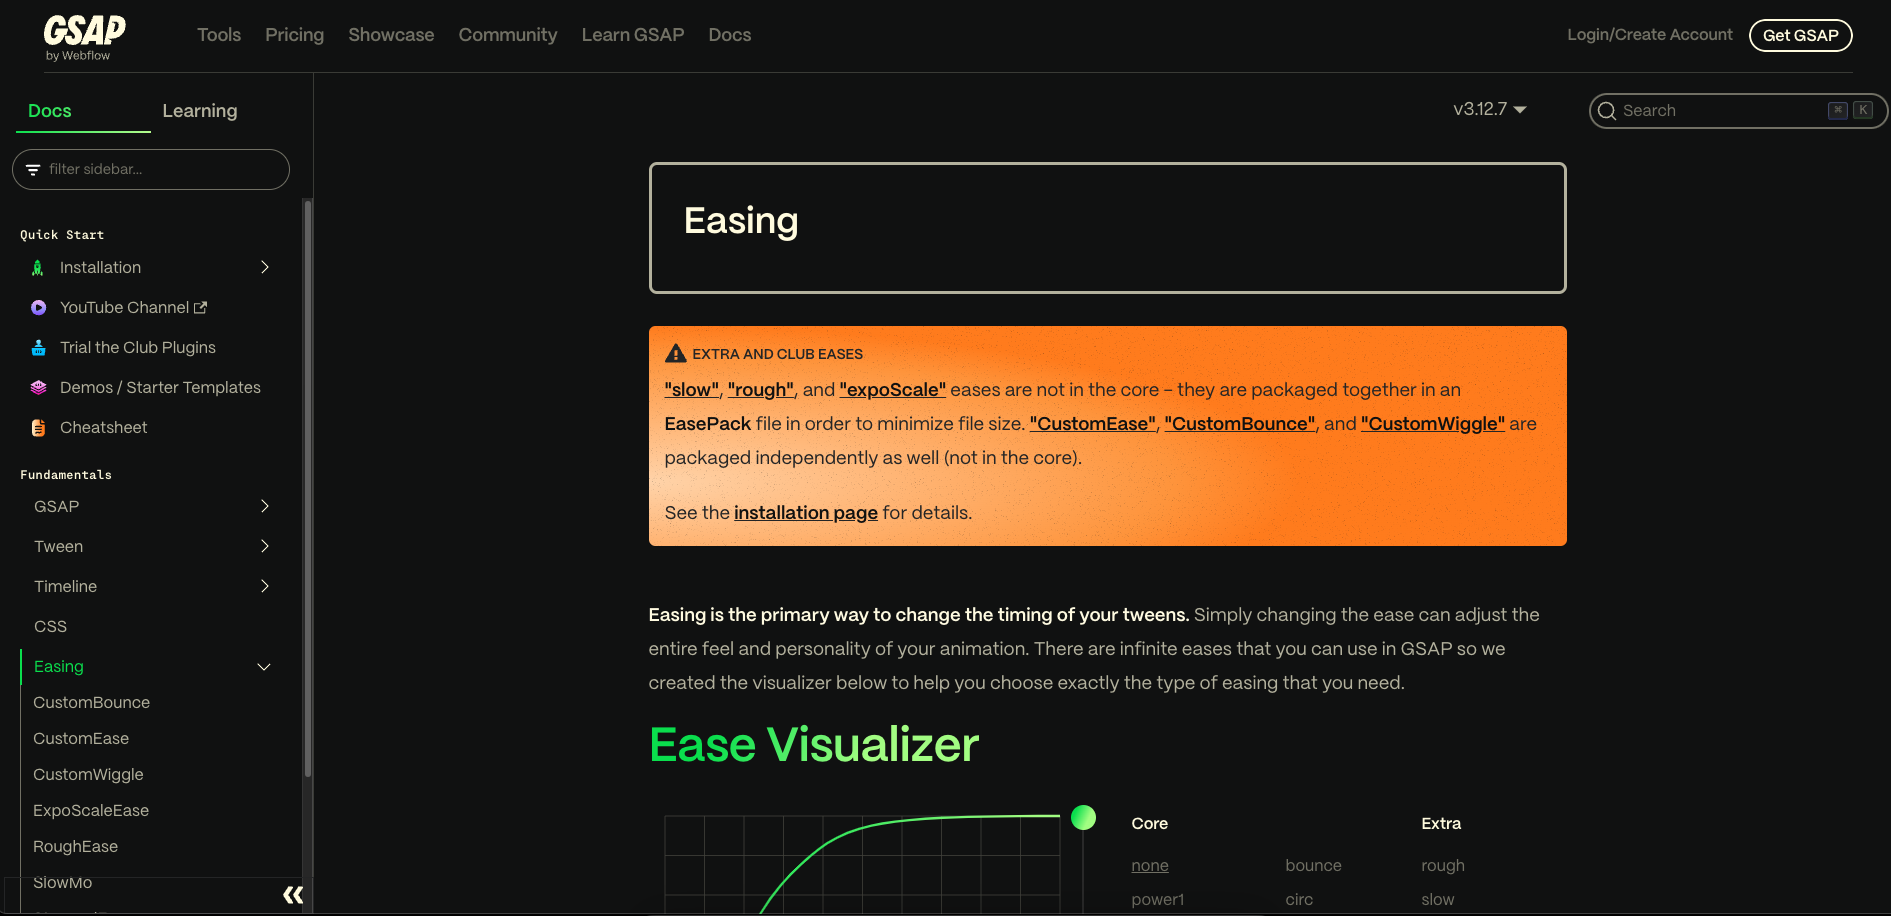 GSAP
by Webflow
Tools
Pricing
Showcase
Community
Learn GSAP
Docs
Login/Create Account
Get GSAP
Docs
Learning
filter sidebar...
Quick Start
Installation
YouTube Channel
Trial the Club Plugins
Demos / Starter Templates
Cheatsheet
Fundamentals
GSAP
Tween
Timeline
CSS
Easing
CustomBounce
CustomEase
CustomWiggle
ExpoScaleEase
RoughEase
SlowMo
v3.12.7
Search
⌘ K
Easing
EXTRA AND CLUB EASES
"slow", "rough", and "expoScale" eases are not in the core - they are packaged together in an
EasePack file in order to minimize file size. "CustomEase", "CustomBounce", and "CustomWiggle" are
packaged independently as well (not in the core).
See the installation page for details.
Easing is the primary way to change the timing of your tweens. Simply changing the ease can adjust the
entire feel and personality of your animation. There are infinite eases that you can use in GSAP so we
created the visualizer below to help you choose exactly the type of easing that you need.
Ease Visualizer
Core
Extra
none
bounce
rough
power1
circ
slow